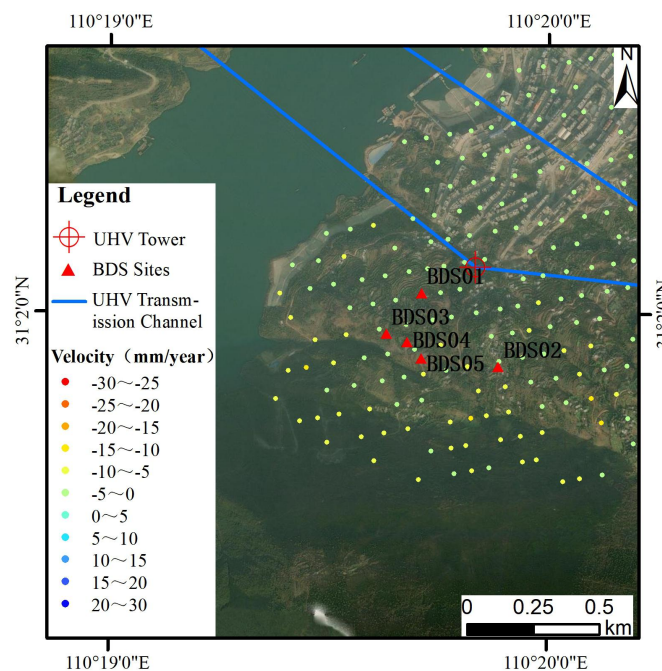 110°19'0"E 110°20'0"E
N
31°2'0"N 31°2'0"N
Legend
UHV Tower
BDS Sites
UHV Transm-
ission Channel
Velocity（mm/year）
-30～-25
-25～-20
-20～-15
-15～-10
-10～-5
-5～0
0～5
5～10
10～15
15～20
20～30
BDS01
BDS03
BDS04
BDS05
BDS02
0 0.25 0.5
km
110°19'0"E 110°20'0"E